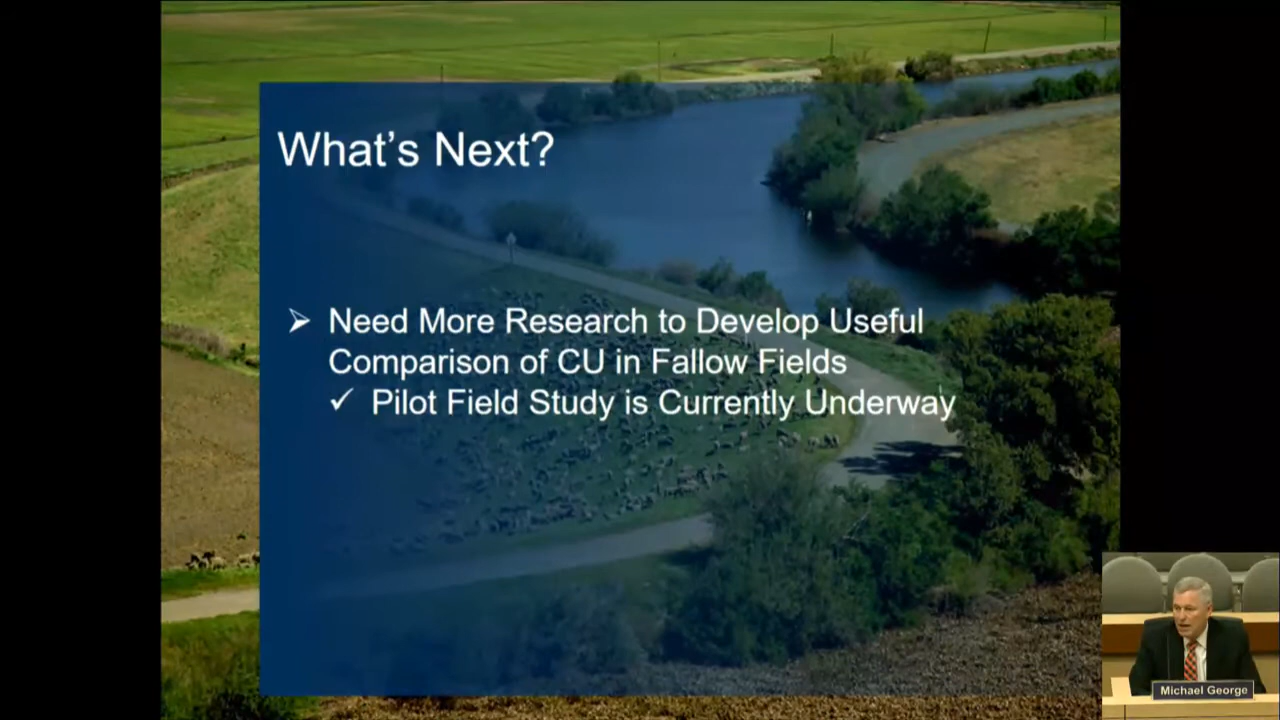 What's Next?
➢ Need More Research to Develop Useful
Comparison of CU in Fallow Fields
✓ Pilot Field Study is Currently Underway
Michael George